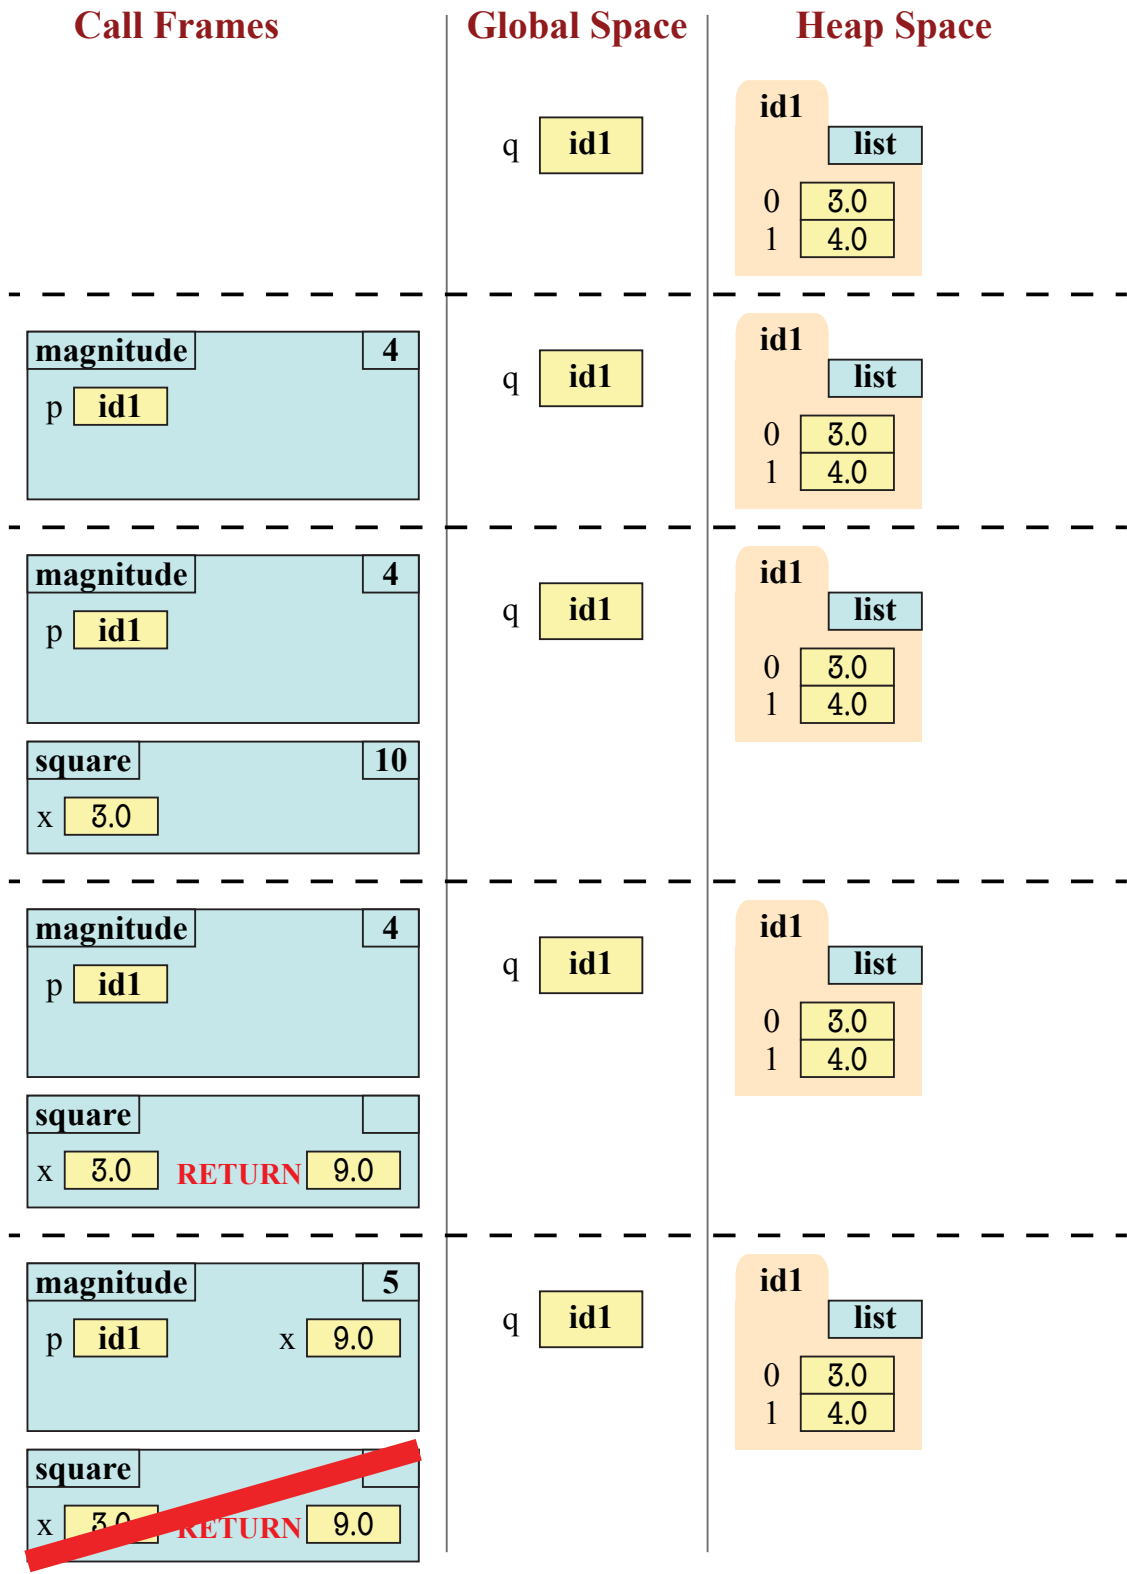 Call Frames Global Space Heap Space
id1
q id1 list
0 3.0
1 4.0
id1
magnitude 4
q id1 list
p id1
0 3.0
1 4.0
id1
magnitude 4
q id1 list
p id1
0 3.0
1 4.0
square 10
x 3.0
id1
magnitude 4
q id1 list
p id1
0 3.0
1 4.0
square
x 3.0 RETURN 9.0
id1
magnitude 5
q id1 list
p id1 x 9.0
0 3.0
1 4.0
square
x 3.0 RETURN 9.0